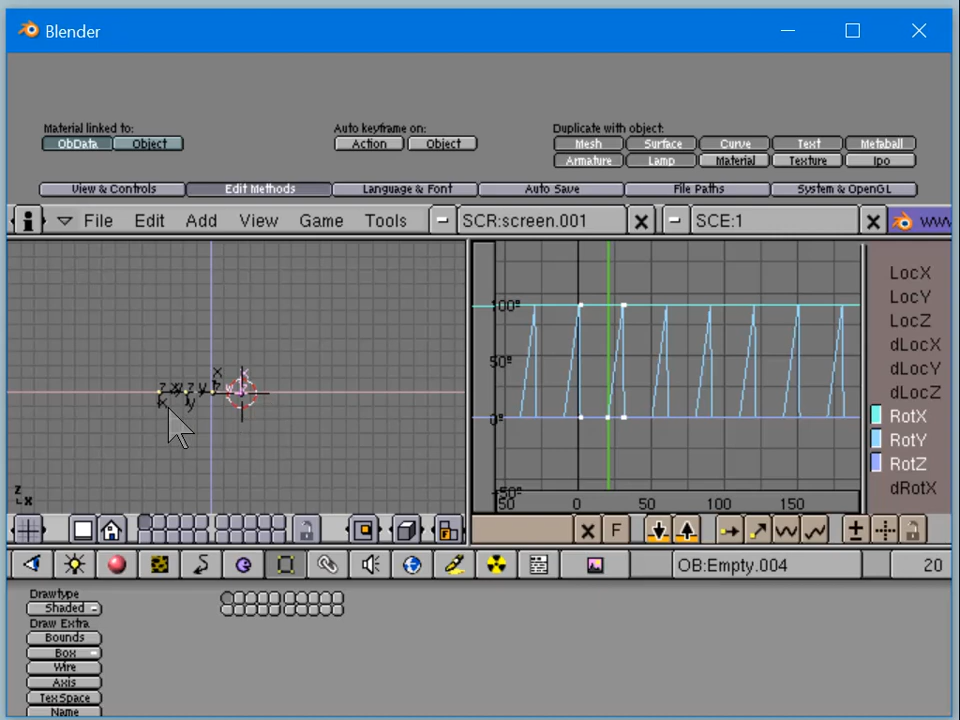 Blender
Material linked to:
Auto keyframe on:
Duplicate with object:
ObData
Object
Action
Object
Mesh
Surface
Curve
Text
Metaball
Armature
Lamp
Material
Texture
Ipo
View & Controls
Edit Methods
Language & Font
Auto Save
File Paths
System & OpenGL
File
Edit
Add
View
Game
Tools
SCR:screen.001
SCE:1
www
100°
50°
0°
-50°
50
0
50
100
150
LocX
LocY
LocZ
dLocX
dLocY
dLocZ
RotX
RotY
RotZ
dRotX
z
x
F
OB:Empty.004
20
Drawtype
Shaded
Draw Extra
Bounds
Box
Wire
Axis
TexSpace
Name